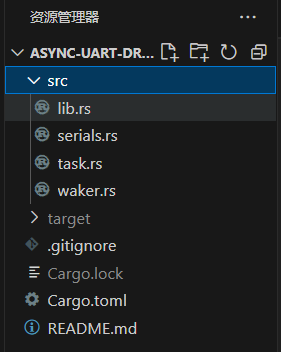 资源管理器
ASYNC-UART-DR...
src
lib.rs
serials.rs
task.rs
waker.rs
target
.gitignore
Cargo.lock
Cargo.toml
README.md